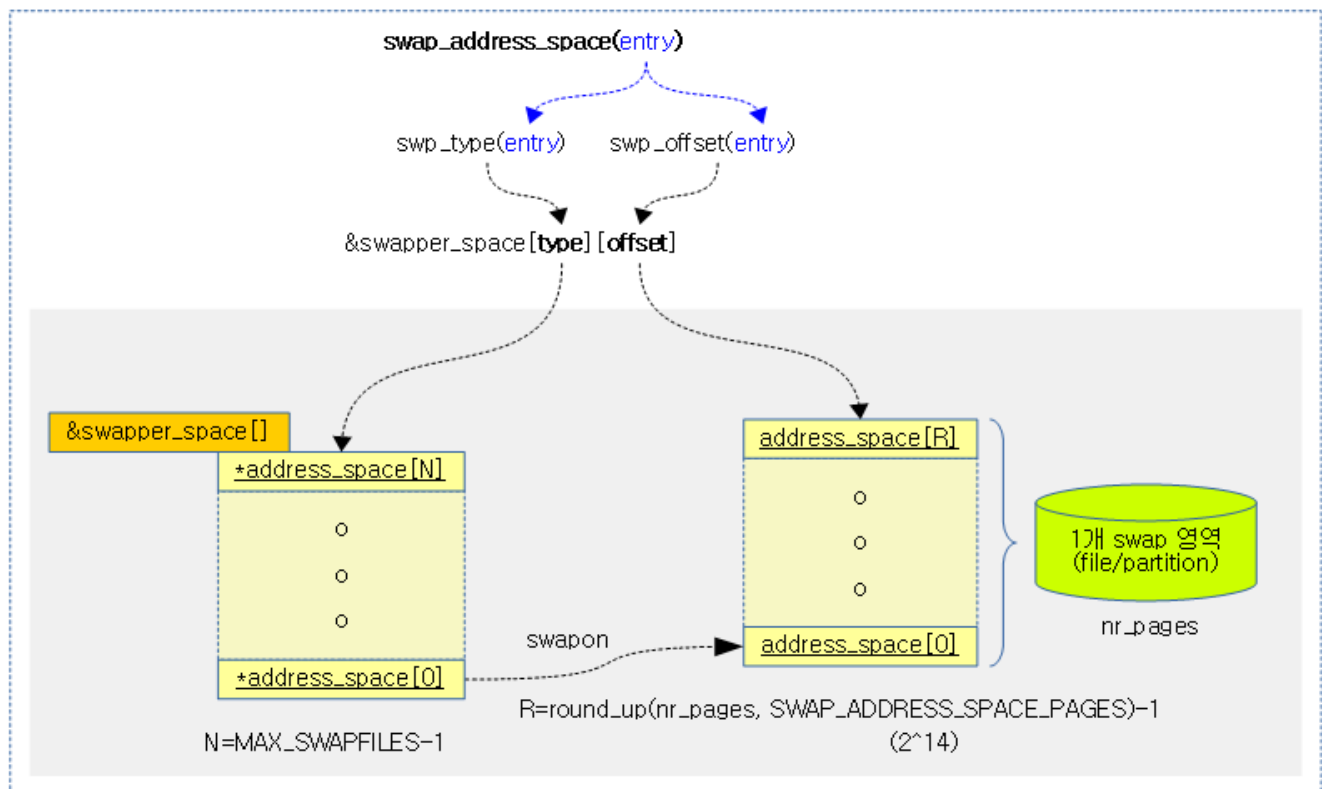 swap_address_space(entry)
swp_type(entry)
swp_offset(entry)
&swapper_space[type][offset]
&swapper_space[]
*address_space[N]
o
o
o
*address_space[0]
N=MAX_SWAPFILES-1
swapon
address_space[R]
o
o
o
address_space[0]
R=round_up(nr_pages, SWAP_ADDRESS_SPACE_PAGES)-1
(2^14)
1개 swap 영역
(file/partition)
nr_pages